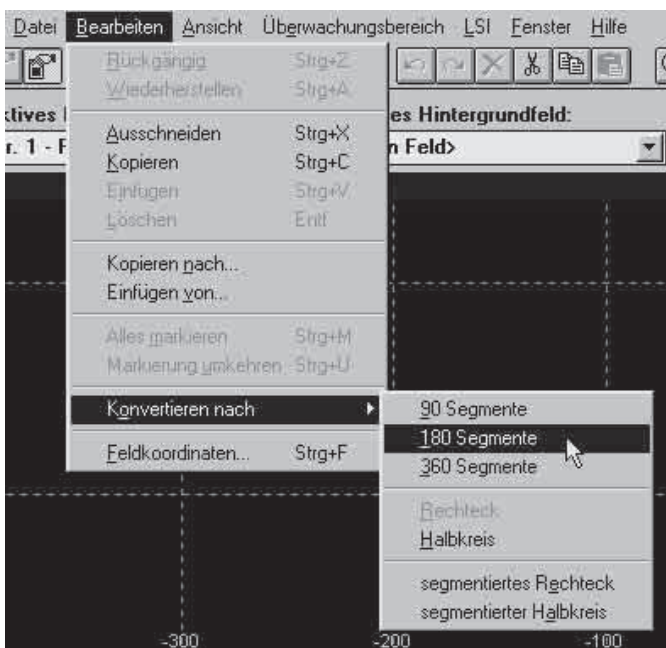 Datei Bearbeiten Ansicht Überwachungsbereich LSI Fenster Hilfe
Rückgängig Strg+Z
Wiederherstellen Strg+A
ktives es Hintergrundfeld:
Ausschneiden Strg+X
r. 1 - F n Feld>
Kopieren Strg+C
Einfügen Strg+V
Löschen Entf
Kopieren nach...
Einfügen von...
Alles markieren Strg+M
Markierung umkehren Strg+U
Konvertieren nach
90 Segmente
180 Segmente
Feldkoordinaten... Strg+F
360 Segmente
Rechteck
Halbkreis
segmentiertes Rechteck
segmentierter Halbkreis
-300 -200 -100